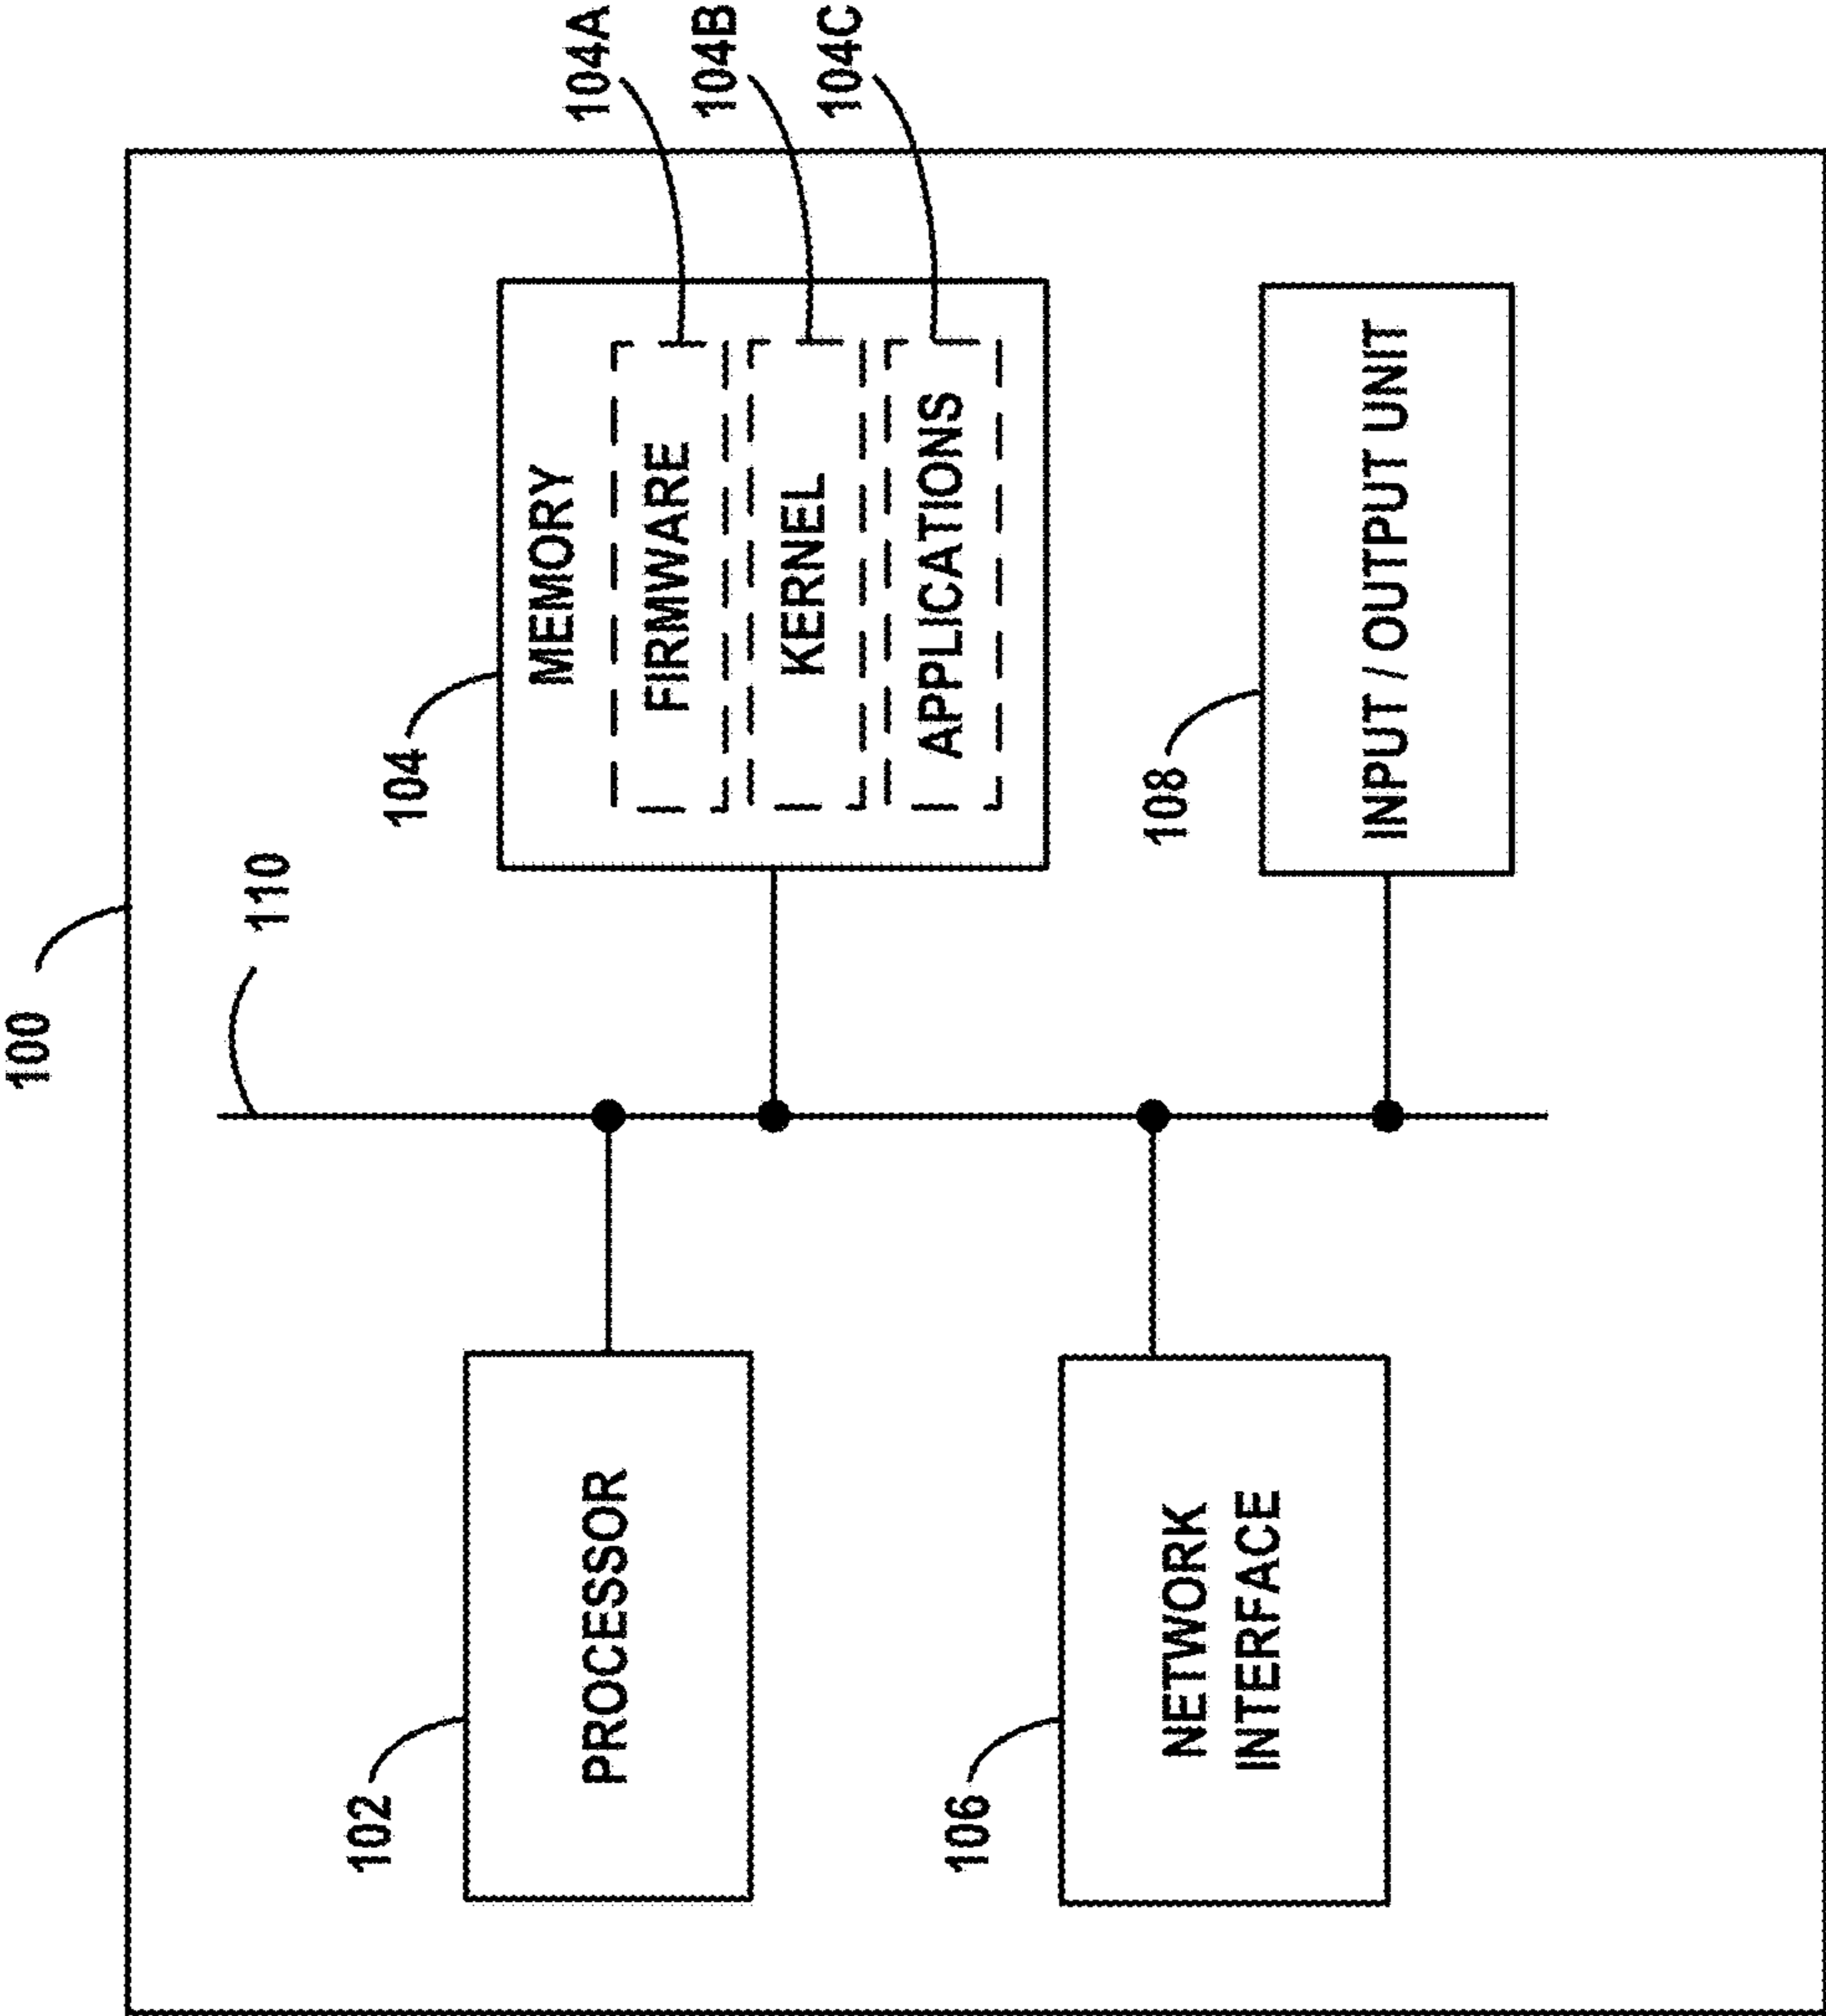 100
110
102
PROCESSOR
104
MEMORY
FIRMWARE
104A
KERNEL
104B
APPLICATIONS
104C
106
NETWORK
INTERFACE
108
INPUT / OUTPUT UNIT